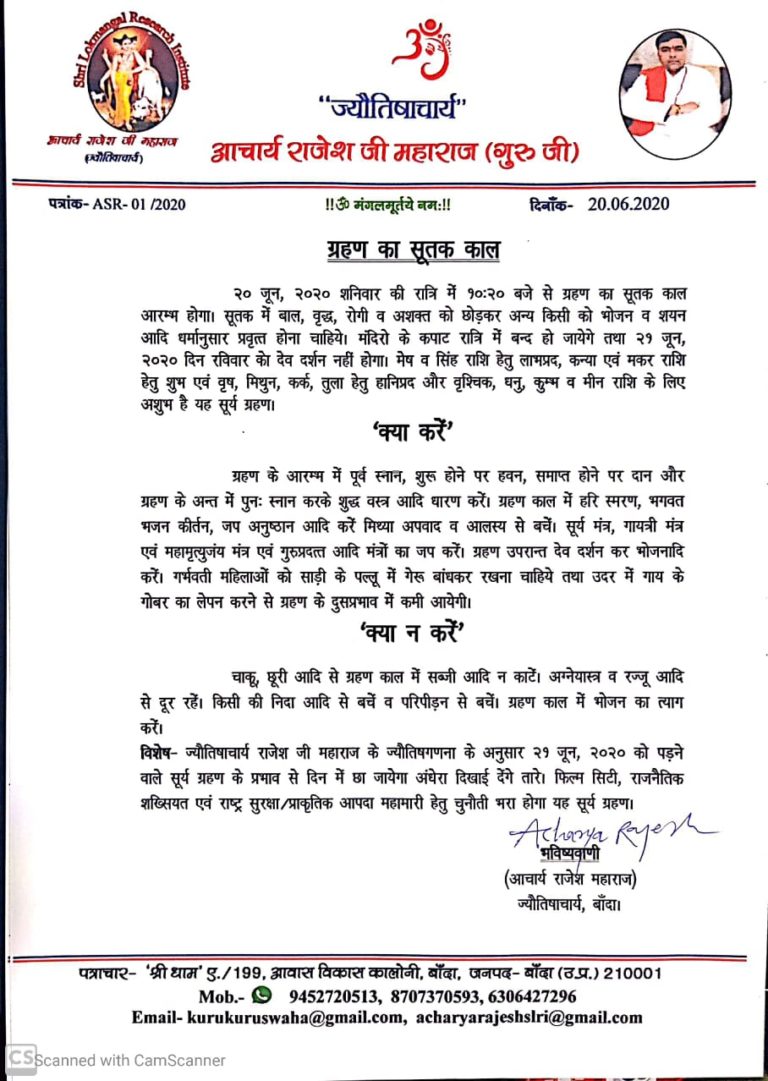 Shri Lokmangal Research Institute
आचार्य राजेश जी महाराज
(ज्योतिषाचार्य)
ॐ
“ज्यौतिषाचार्य”
आचार्य राजेश जी महाराज (गुरु जी)
पत्रांक- ASR- 01 /2020
!!ॐ मंगलमूर्तये नमः!!
दिनाँक- 20.06.2020
ग्रहण का सूतक काल
२० जून, २०२० शनिवार की रात्रि में १०:२० बजे से ग्रहण का सूतक काल
आरम्भ होगा। सूतक में बाल, वृद्ध, रोगी व अशक्त को छोड़कर अन्य किसी को भोजन व शयन
आदि धर्मानुसार प्रवृत्त होना चाहिये। मंदिरो के कपाट रात्रि में बन्द हो जायेगे तथा २१ जून,
२०२० दिन रविवार को देव दर्शन नहीं होगा। मेष व सिंह राशि हेतु लाभप्रद, कन्या एवं मकर राशि
हेतु शुभ एवं वृष, मिथुन, कर्क, तुला हेतु हानिप्रद और वृश्चिक, धनु, कुम्भ व मीन राशि के लिए
अशुभ है यह सूर्य ग्रहण।
‘क्या करें’
ग्रहण के आरम्भ में पूर्व स्नान, शुरू होने पर हवन, समाप्त होने पर दान और
ग्रहण के अन्त में पुनः स्नान करके शुद्ध वस्त्र आदि धारण करें। ग्रहण काल में हरि स्मरण, भगवत
भजन कीर्तन, जप अनुष्ठान आदि करें मिथ्या अपवाद व आलस्य से बचें। सूर्य मंत्र, गायत्री मंत्र
एवं महामृत्युजंय मंत्र एवं गुरुप्रदत्त आदि मंत्रों का जप करें। ग्रहण उपरान्त देव दर्शन कर भोजनादि
करें। गर्भवती महिलाओं को साड़ी के पल्लू में गेरू बांधकर रखना चाहिये तथा उदर में गाय के
गोबर का लेपन करने से ग्रहण के दुसप्रभाव में कमी आयेगी।
‘क्या न करें’
चाकू, छूरी आदि से ग्रहण काल में सब्जी आदि न काटें। अग्नेयास्त्र व रज्जू आदि
से दूर रहें। किसी की निदा आदि से बचें व परिपीड़न से बचें। ग्रहण काल में भोजन का त्याग
करें।
विशेष- ज्यौतिषाचार्य राजेश जी महाराज के ज्यौतिषगणना के अनुसार २१ जून, २०२० को पड़ने
वाले सूर्य ग्रहण के प्रभाव से दिन में छा जायेगा अंधेरा दिखाई देंगे तारे। फिल्म सिटी, राजनैतिक
शख्सियत एवं राष्ट्र सुरक्षा/प्राकृतिक आपदा महामारी हेतु चुनौती भरा होगा यह सूर्य ग्रहण।
Acharya Rajesh
भविष्यवाणी
(आचार्य राजेश महाराज)
ज्यौतिषाचार्य, बाँदा।
पत्राचार- ‘श्री धाम’ ए./199, आवास विकास कालोनी, बाँदा, जनपद- बाँदा (उ.प्र.) 210001
Mob.- 9452720513, 8707370593, 6306427296
Email- kurukuruswaha@gmail.com, acharyarajeshslri@gmail.com
CS Scanned with CamScanner